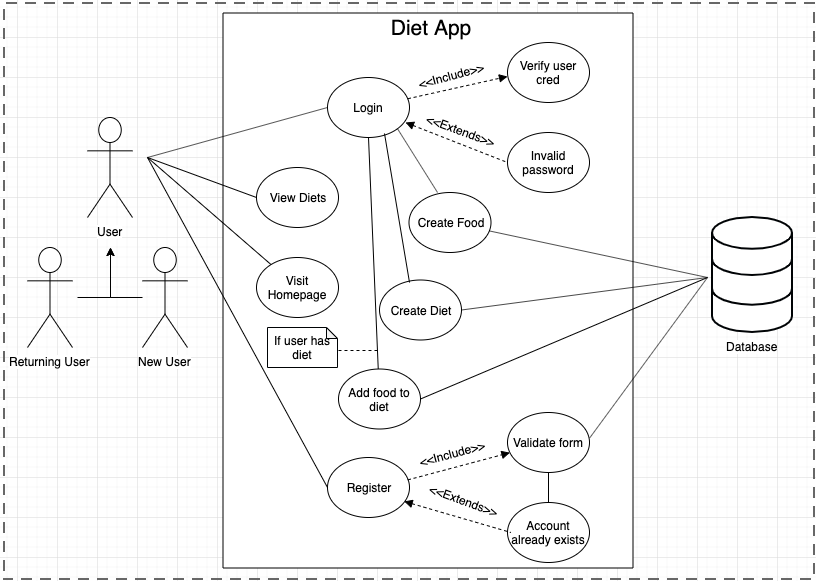 Diet App
<<Include>>
Verify user
cred
Login
<<Extends>>
Invalid
password
View Diets
User
Create Food
Visit
Homepage
Create Diet
If user has
diet
Database
Returning User
New User
Add food to
diet
Validate form
<<Include>>
Register
<<Extends>>
Account
already exists